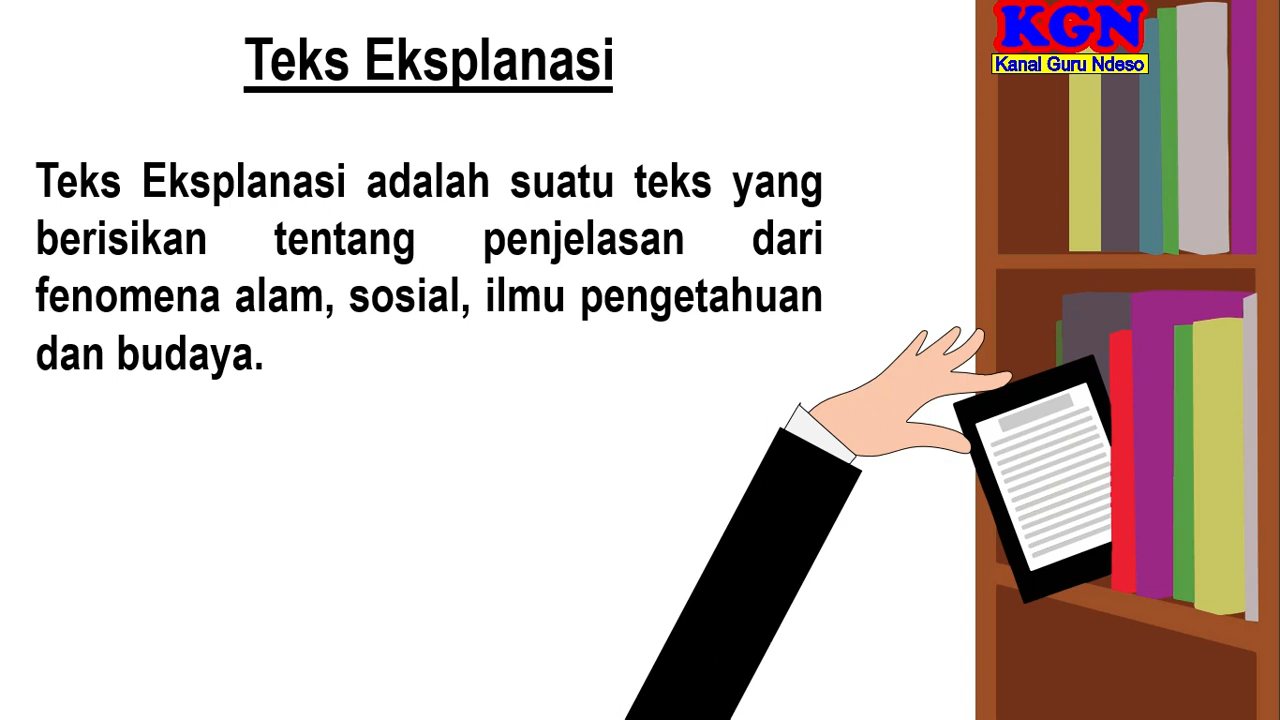 KGN
Kanal Guru Ndeso
Teks Eksplanasi
Teks Eksplanasi adalah suatu teks yang
berisikan tentang penjelasan dari
fenomena alam, sosial, ilmu pengetahuan
dan budaya.